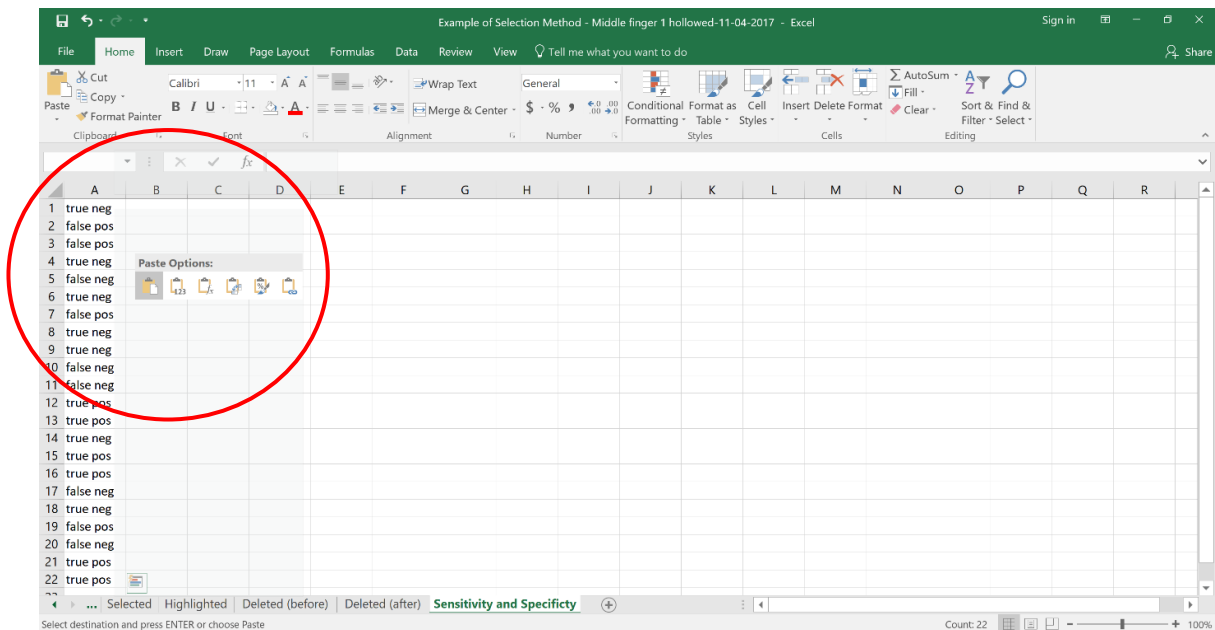 Example of Selection Method - Middle finger 1 hollowed-11-04-2017 - Excel Sign in
File Home Insert Draw Page Layout Formulas Data Review View Tell me what you want to do Share
Cut Calibri 11 A A Wrap Text General AutoSum
Copy Fill
Paste B I U A Merge & Center $ % Conditional Format as Cell Insert Delete Format Clear Sort & Find &
Format Painter Formatting Table Styles Filter Select
Clipboard Font Alignment Number Styles Cells Editing
fx
A B C D E F G H I J K L M N O P Q R
1 true neg
2 false pos
3 false pos
4 true neg Paste Options:
5 false neg
6 true neg
7 false pos
8 true neg
9 true neg
10 false neg
11 false neg
12 true pos
13 true pos
14 true neg
15 true pos
16 true pos
17 false neg
18 true neg
19 false pos
20 false neg
21 true pos
22 true pos
... Selected Highlighted Deleted (before) Deleted (after) Sensitivity and Specificty
Select destination and press ENTER or choose Paste Count: 22 100%